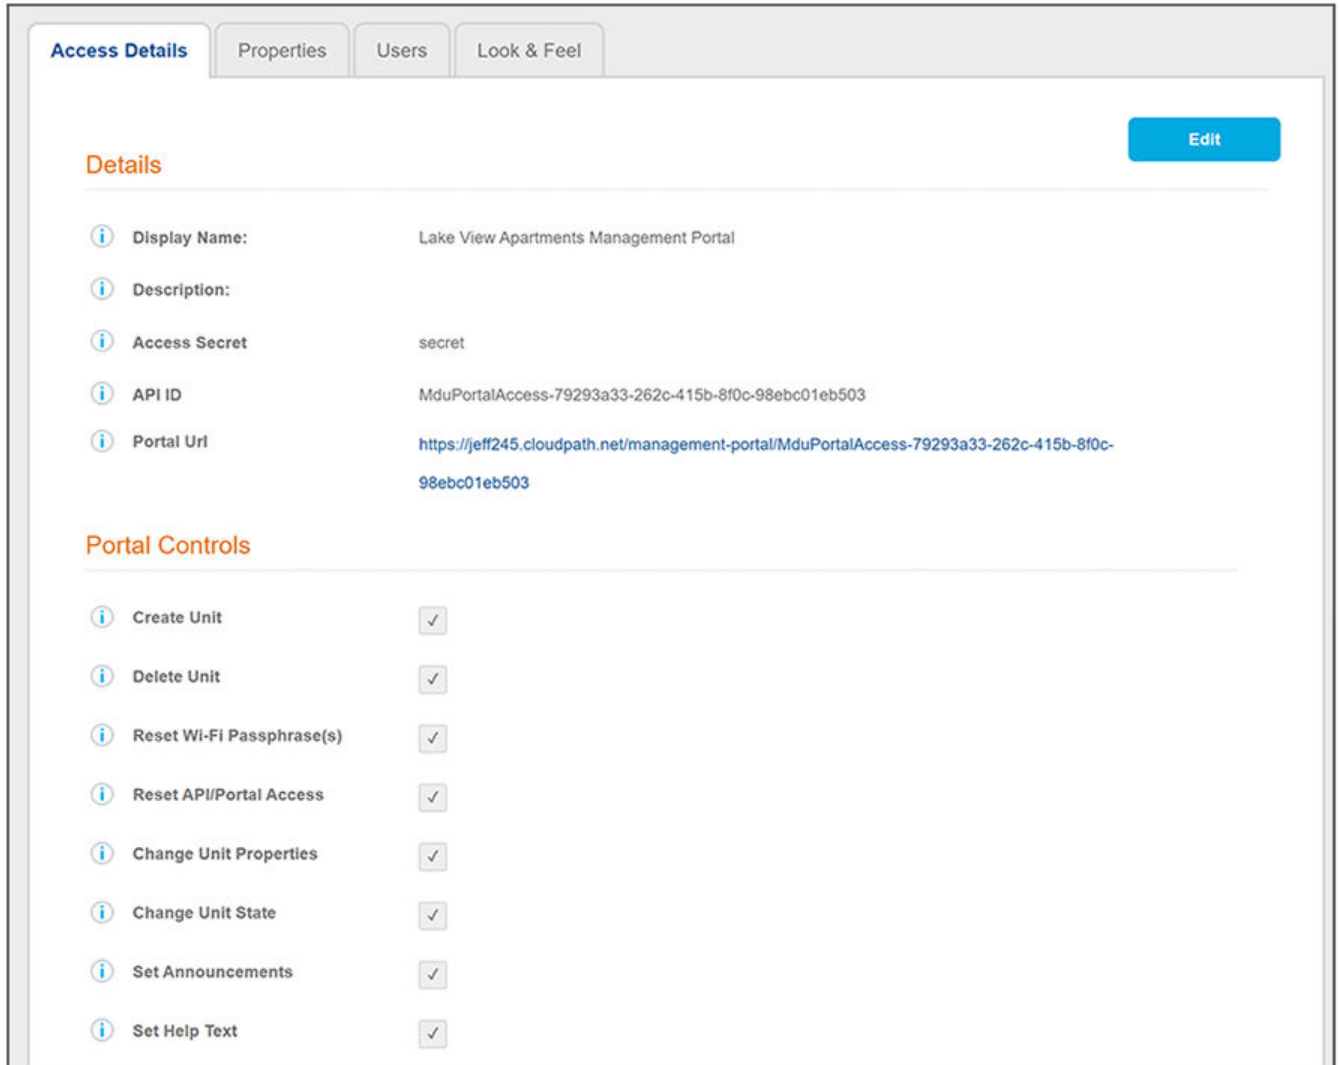 Access Details Properties Users Look & Feel
Edit
Details
Display Name: Lake View Apartments Management Portal
Description:
Access Secret secret
API ID MduPortalAccess-79293a33-262c-415b-8f0c-98ebc01eb503
Portal Url https://jeff245.cloudpath.net/management-portal/MduPortalAccess-79293a33-262c-415b-8f0c-
98ebc01eb503
Portal Controls
Create Unit
Delete Unit
Reset Wi-Fi Passphrase(s)
Reset API/Portal Access
Change Unit Properties
Change Unit State
Set Announcements
Set Help Text